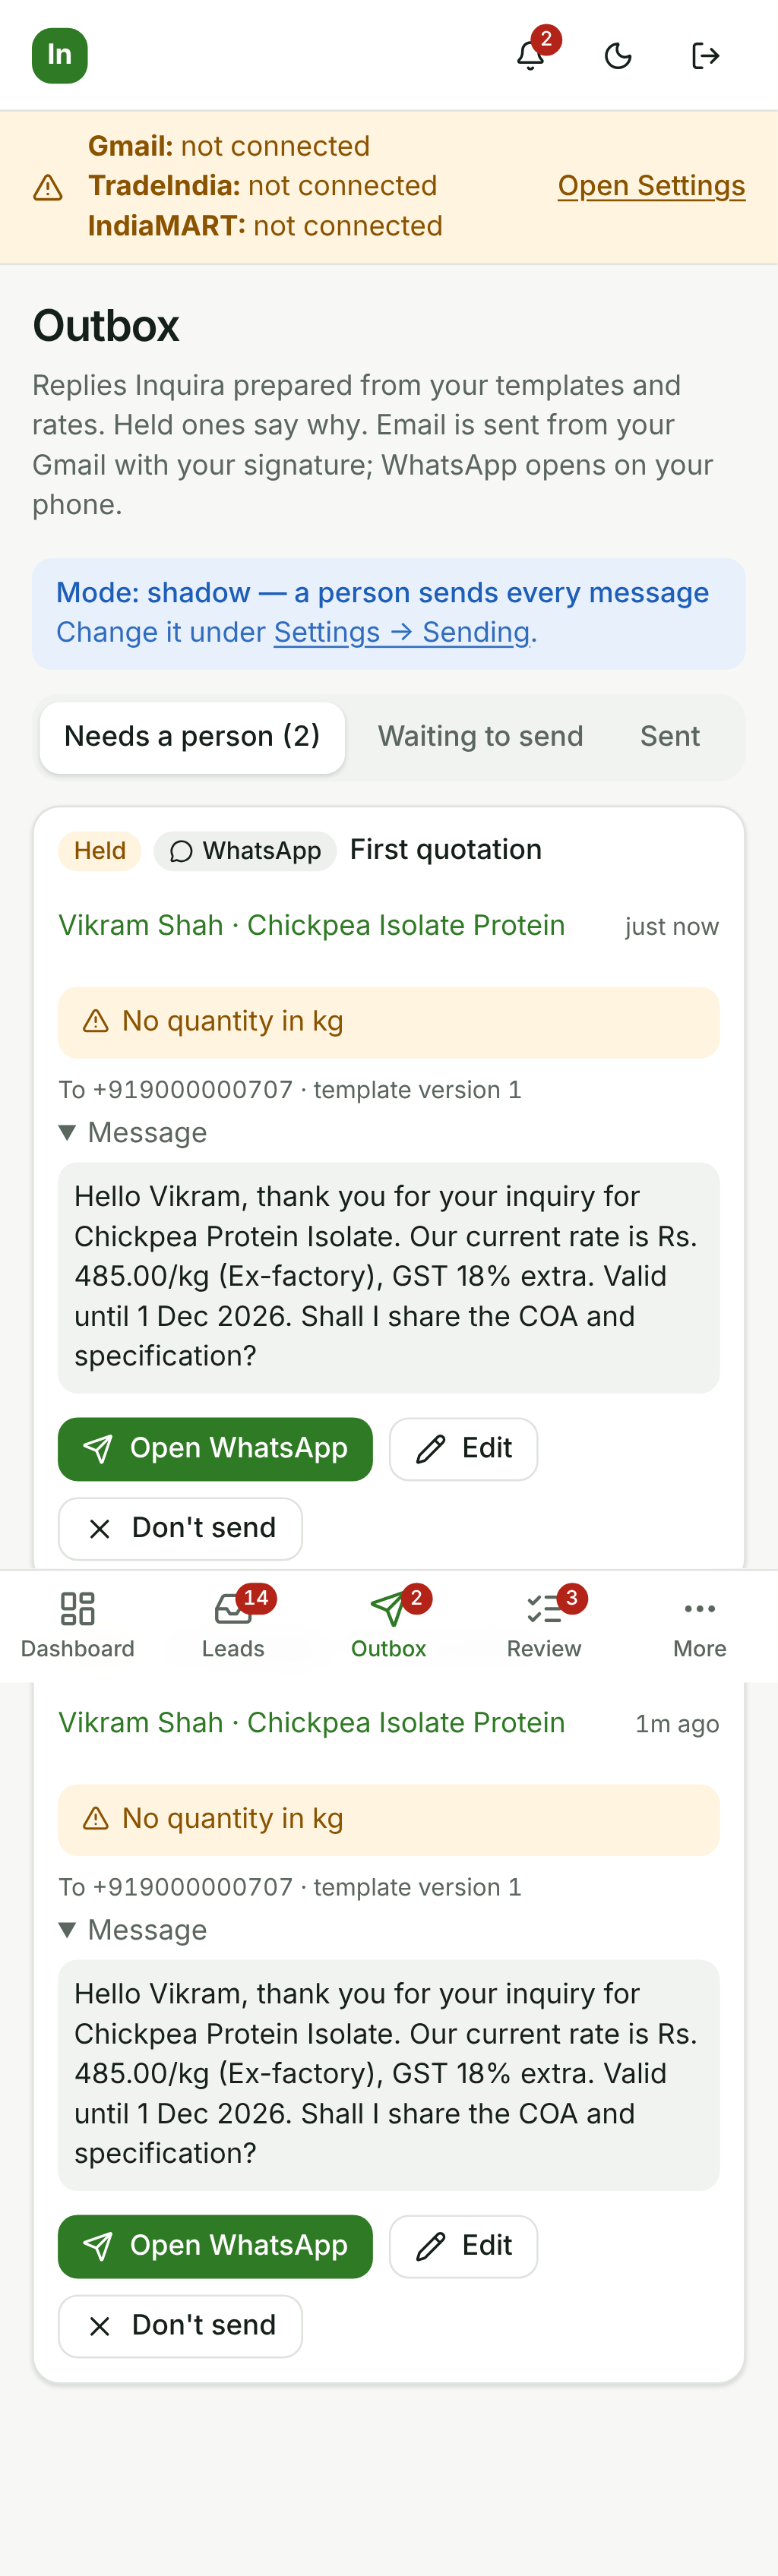 In
2
Gmail: not connected
TradeIndia: not connected
IndiaMART: not connected
Open Settings
Outbox
Replies Inquira prepared from your templates and
rates. Held ones say why. Email is sent from your
Gmail with your signature; WhatsApp opens on your
phone.
Mode: shadow — a person sends every message
Change it under Settings → Sending.
Needs a person (2)
Waiting to send
Sent
Held
WhatsApp
First quotation
Vikram Shah · Chickpea Isolate Protein
just now
No quantity in kg
To +919000000707 · template version 1
Message
Hello Vikram, thank you for your inquiry for
Chickpea Protein Isolate. Our current rate is Rs.
485.00/kg (Ex-factory), GST 18% extra. Valid
until 1 Dec 2026. Shall I share the COA and
specification?
Open WhatsApp
Edit
Don't send
14
2
3
Dashboard
Leads
Outbox
Review
More
Vikram Shah · Chickpea Isolate Protein
1m ago
No quantity in kg
To +919000000707 · template version 1
Message
Hello Vikram, thank you for your inquiry for
Chickpea Protein Isolate. Our current rate is Rs.
485.00/kg (Ex-factory), GST 18% extra. Valid
until 1 Dec 2026. Shall I share the COA and
specification?
Open WhatsApp
Edit
Don't send